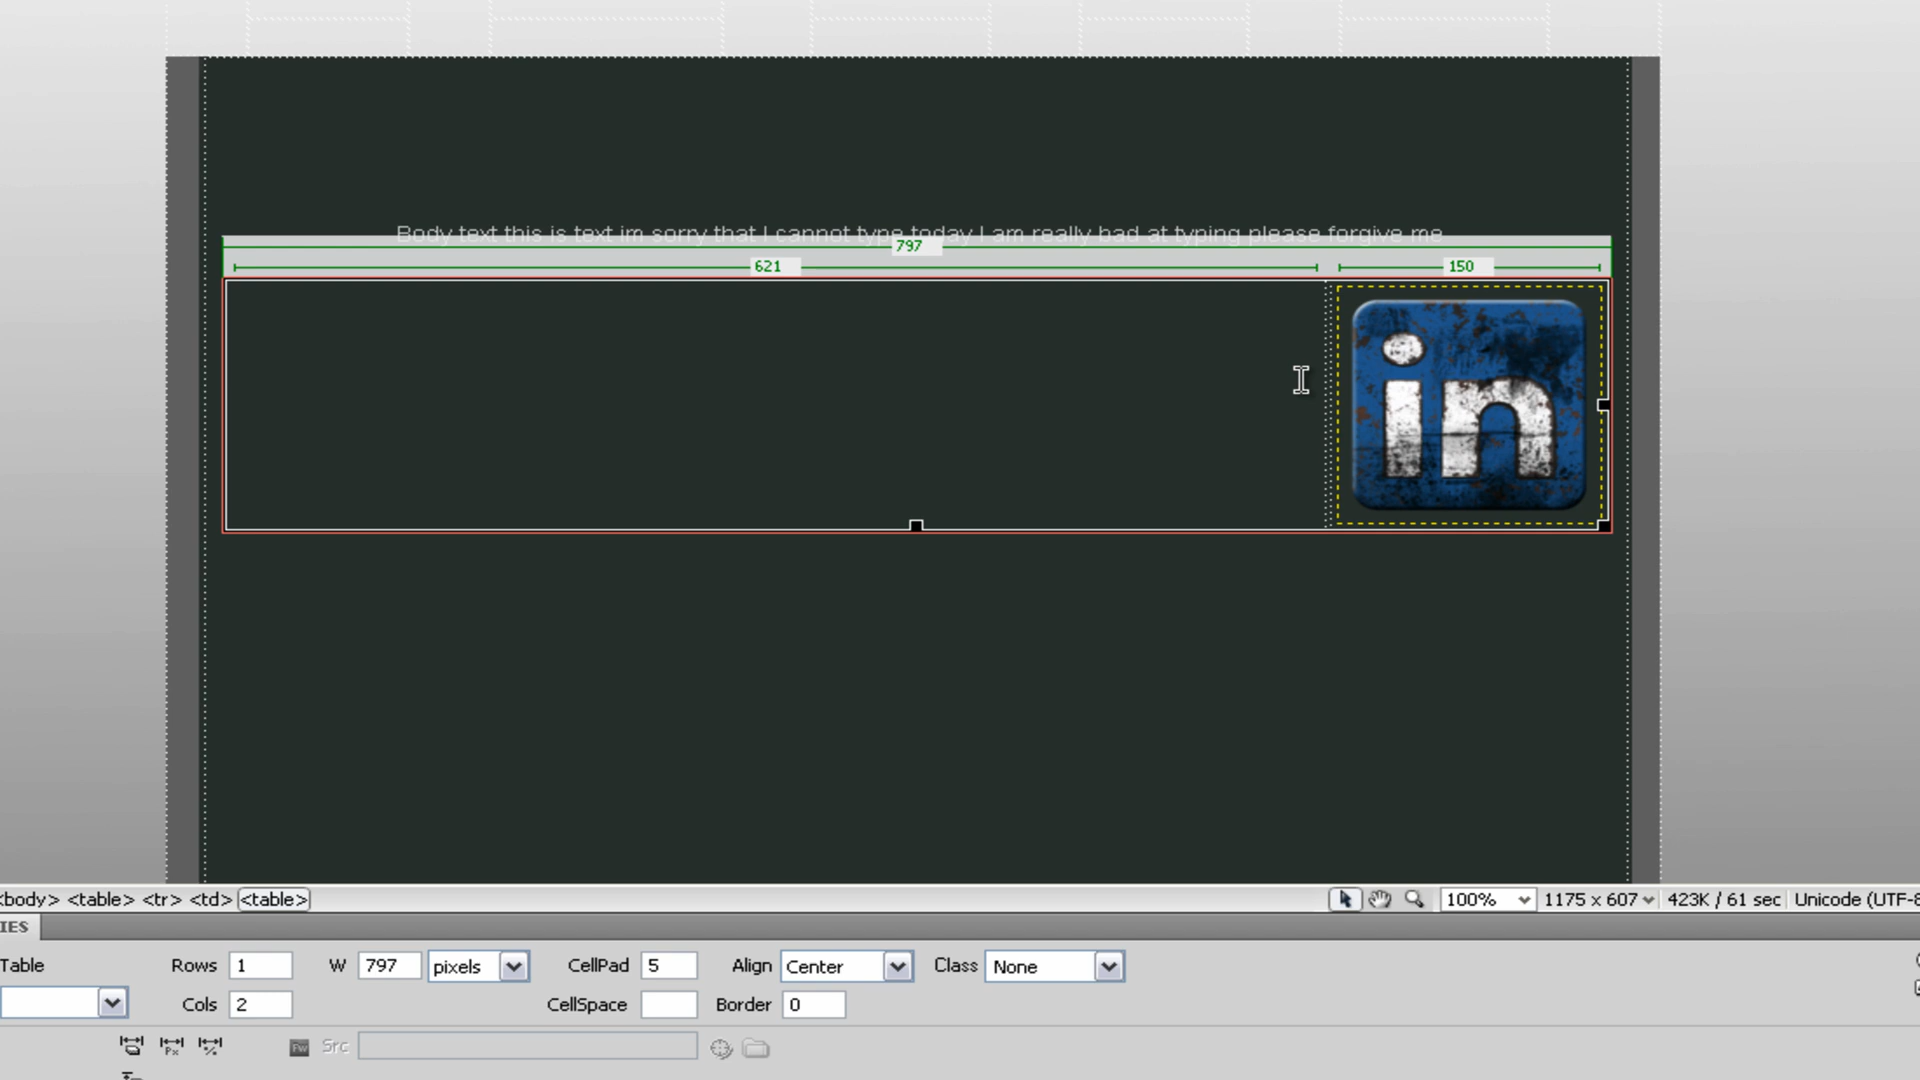 Body text this is text im sorry that I cannot type today I am really bad at typing please forgive me
797
621
150
in
<body> <table> <tr> <td> <table>
100% 1175 x 607 423K / 61 sec Unicode (UTF-8
IES
Table Rows 1 W 797 pixels CellPad 5 Align Center Class None
Cols 2 CellSpace Border 0
Px
Fw Src